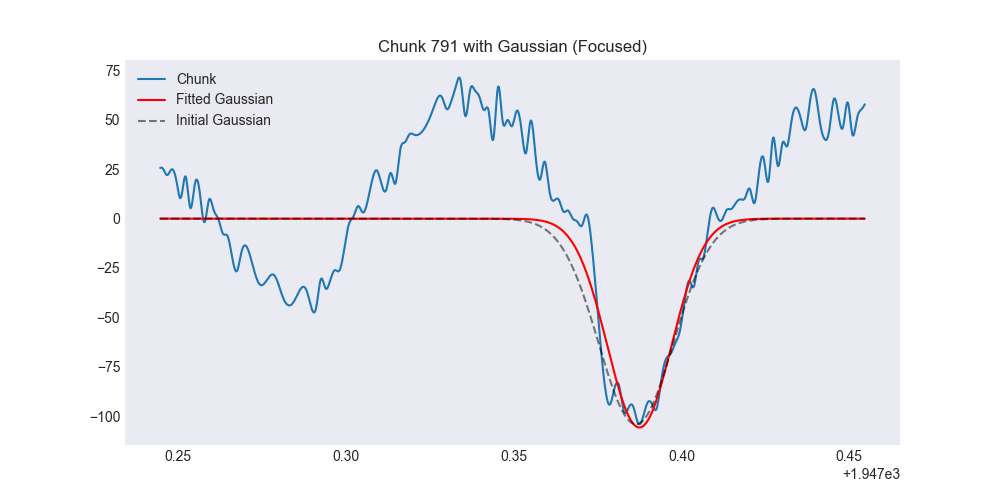 Chunk 791 with Gaussian (Focused)
75
50
25
0
−25
−50
−75
−100
Chunk
Fitted Gaussian
Initial Gaussian
0.25 0.30 0.35 0.40 0.45
+1.947e3